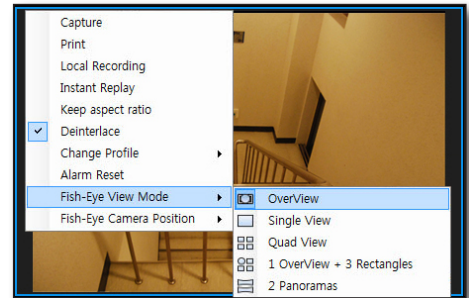 Capture
Print
Local Recording
Instant Replay
Keep aspect ratio
Deinterlace
Change Profile
Alarm Reset
Fish-Eye View Mode
Fish-Eye Camera Position
OverView
Single View
Quad View
1 OverView + 3 Rectangles
2 Panoramas